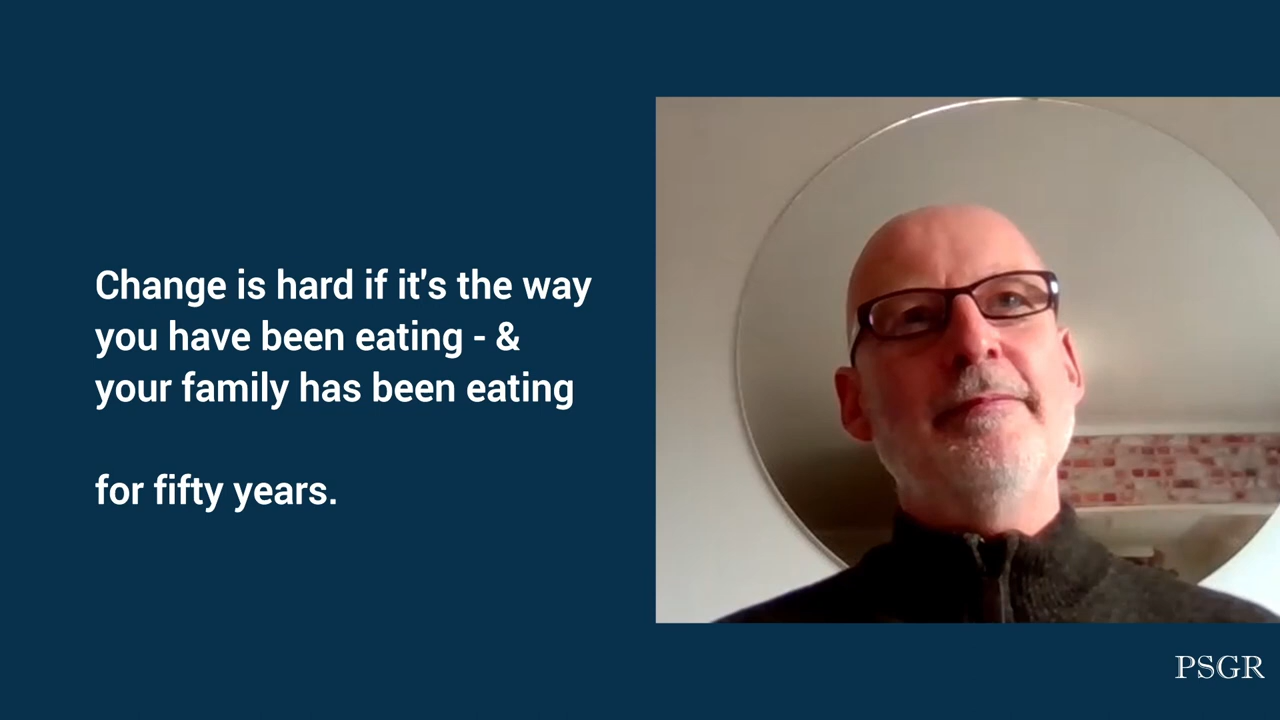 Change is hard if it's the way
you have been eating - &
your family has been eating
for fifty years.
PSGR